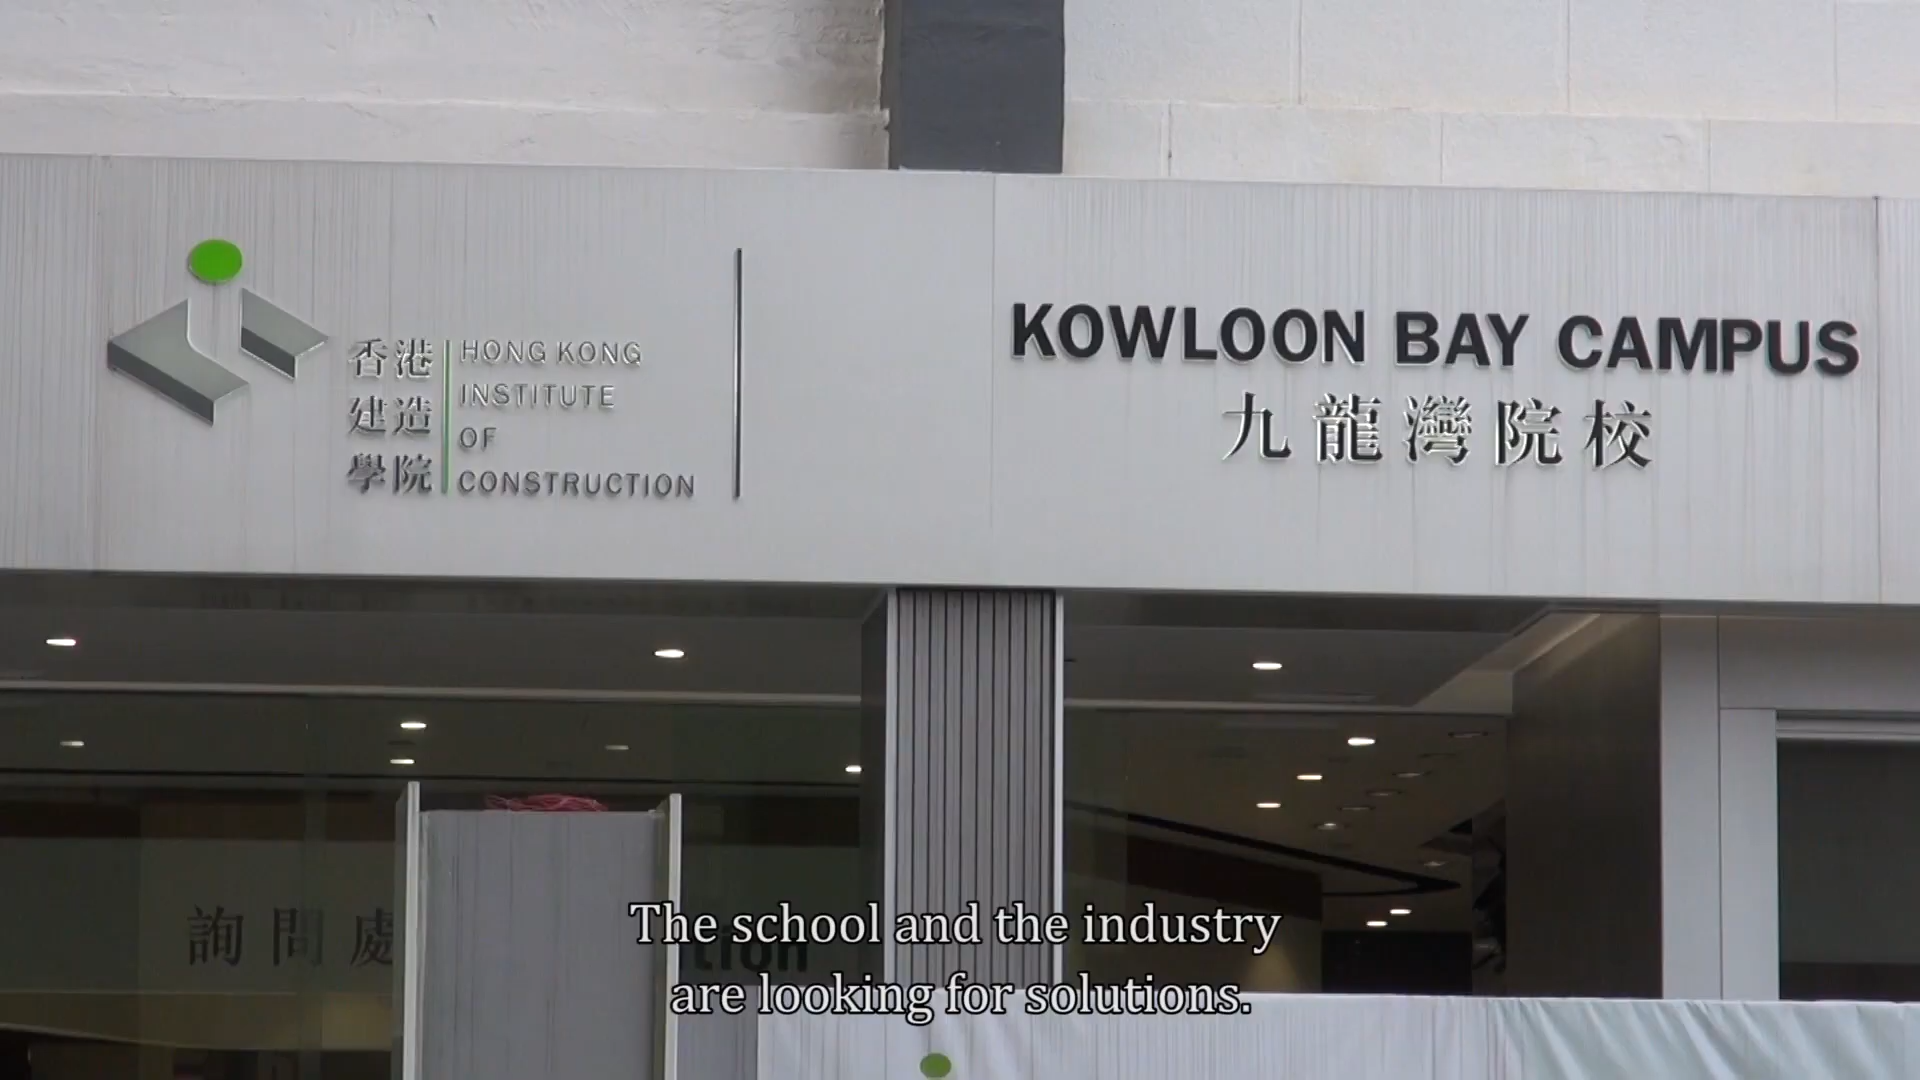 香港
建造
學院
HONG KONG
INSTITUTE
OF
CONSTRUCTION
KOWLOON BAY CAMPUS
九龍灣院校
詢問處
The school and the industry
are looking for solutions.